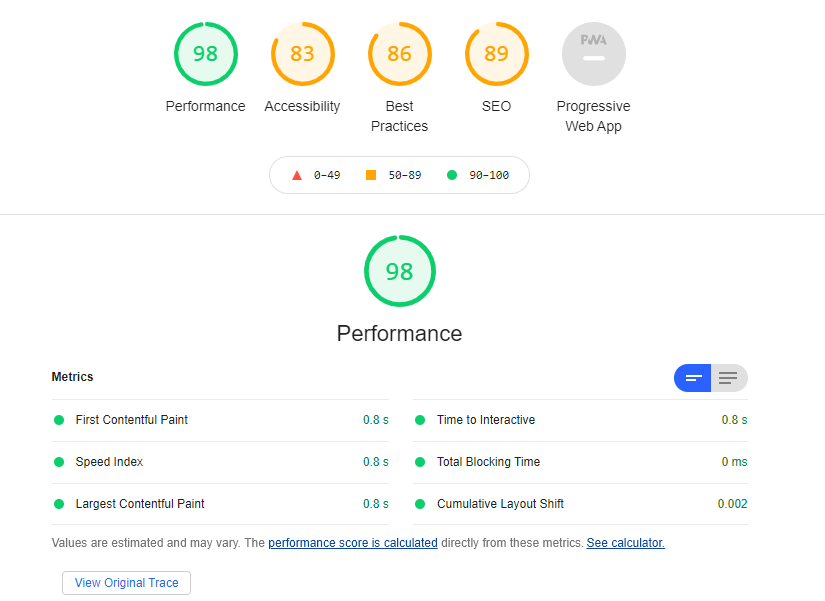 98 83 86 89 PWA
Performance Accessibility Best Practices SEO Progressive Web App
0–49 50–89 90–100
98
Performance
Metrics
First Contentful Paint 0.8 s Time to Interactive 0.8 s
Speed Index 0.8 s Total Blocking Time 0 ms
Largest Contentful Paint 0.8 s Cumulative Layout Shift 0.002
Values are estimated and may vary. The performance score is calculated directly from these metrics. See calculator.
View Original Trace